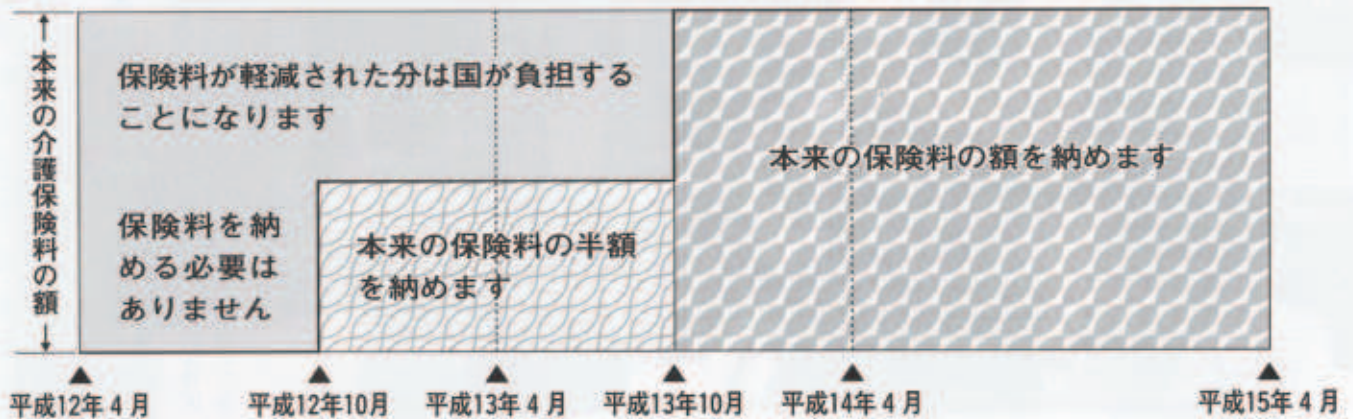 ↑本来の介護保険料の額↓
保険料が軽減された分は国が負担する
ことになります
保険料を納
める必要は
ありません
本来の保険料の半額
を納めます
本来の保険料の額を納めます
平成12年4月
平成12年10月
平成13年4月
平成13年10月
平成14年4月
平成15年4月